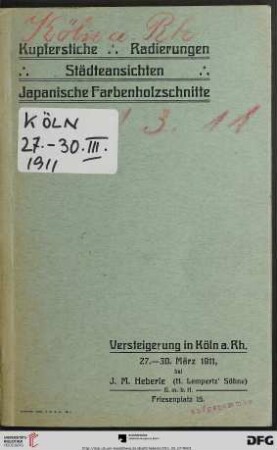 Köln a Rh.
Kupferstiche ∴ Radierungen
∴ Städteansichten ∴
Japanische Farbenholzschnitte
3. 11
KÖLN
27.-30. III.
1911
Versteigerung in Köln a. Rh.
27.—30. März 1911,
bei
J. M. Heberle (H. Lempertz' Söhne)
G. m. b. H.
Friesenplatz 15.
aufgenommen